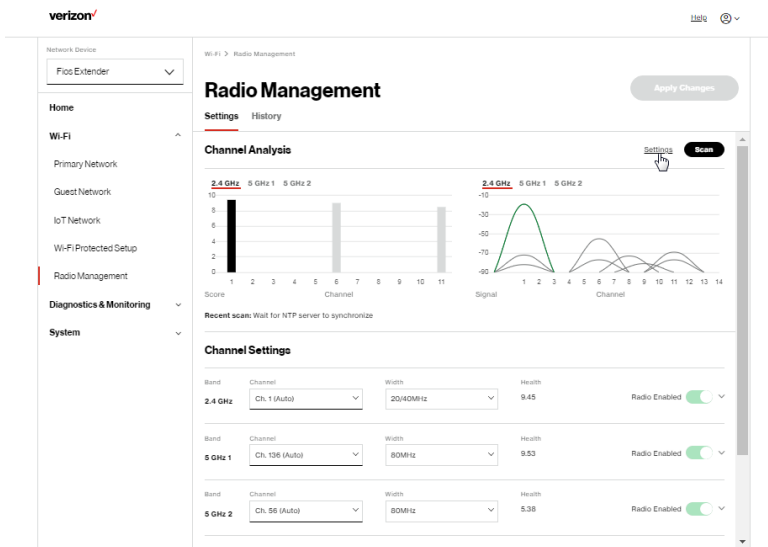 verizon
Help
Network Device
Fios Extender
Home
Wi-Fi
Primary Network
Guest Network
IoT Network
Wi-Fi Protected Setup
Radio Management
Diagnostics & Monitoring
System
Wi-Fi > Radio Management
Radio Management
Apply Changes
Settings History
Channel Analysis
Settings Scan
2.4 GHz 5 GHz 1 5 GHz 2
10
8
6
4
2
0
1 2 3 4 5 6 7 8 9 10 11
Score Channel
2.4 GHz 5 GHz 1 5 GHz 2
-10
-30
-50
-70
-90
1 2 3 4 5 6 7 8 9 10 11 12 13 14
Signal Channel
Recent scan: Wait for NTP server to synchronize
Channel Settings
Band Channel Width Health
2.4 GHz Ch. 1 (Auto) 20/40MHz 9.45 Radio Enabled
Band Channel Width Health
5 GHz 1 Ch. 136 (Auto) 80MHz 9.53 Radio Enabled
Band Channel Width Health
5 GHz 2 Ch. 56 (Auto) 80MHz 5.38 Radio Enabled